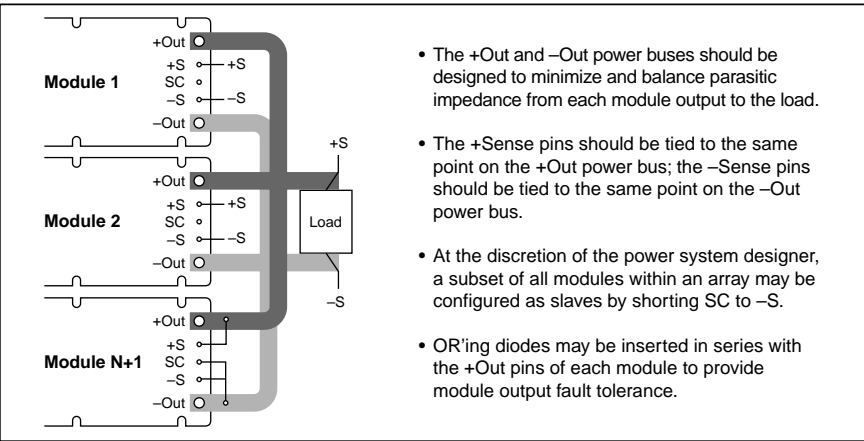 +Out
+S
+S
Module 1
SC
–S
–S
–Out
+S
+Out
+S
+S
Module 2
SC
Load
–S
–S
–Out
–S
+Out
+S
Module N+1
SC
–S
–Out
• The +Out and –Out power buses should be
designed to minimize and balance parasitic
impedance from each module output to the load.
• The +Sense pins should be tied to the same
point on the +Out power bus; the –Sense pins
should be tied to the same point on the –Out
power bus.
• At the discretion of the power system designer,
a subset of all modules within an array may be
configured as slaves by shorting SC to –S.
• OR'ing diodes may be inserted in series with
the +Out pins of each module to provide
module output fault tolerance.